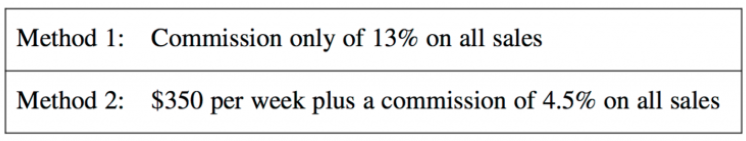 Method 1: Commission only of 13% on all sales
Method 2: $350 per week plus a commission of 4.5% on all sales